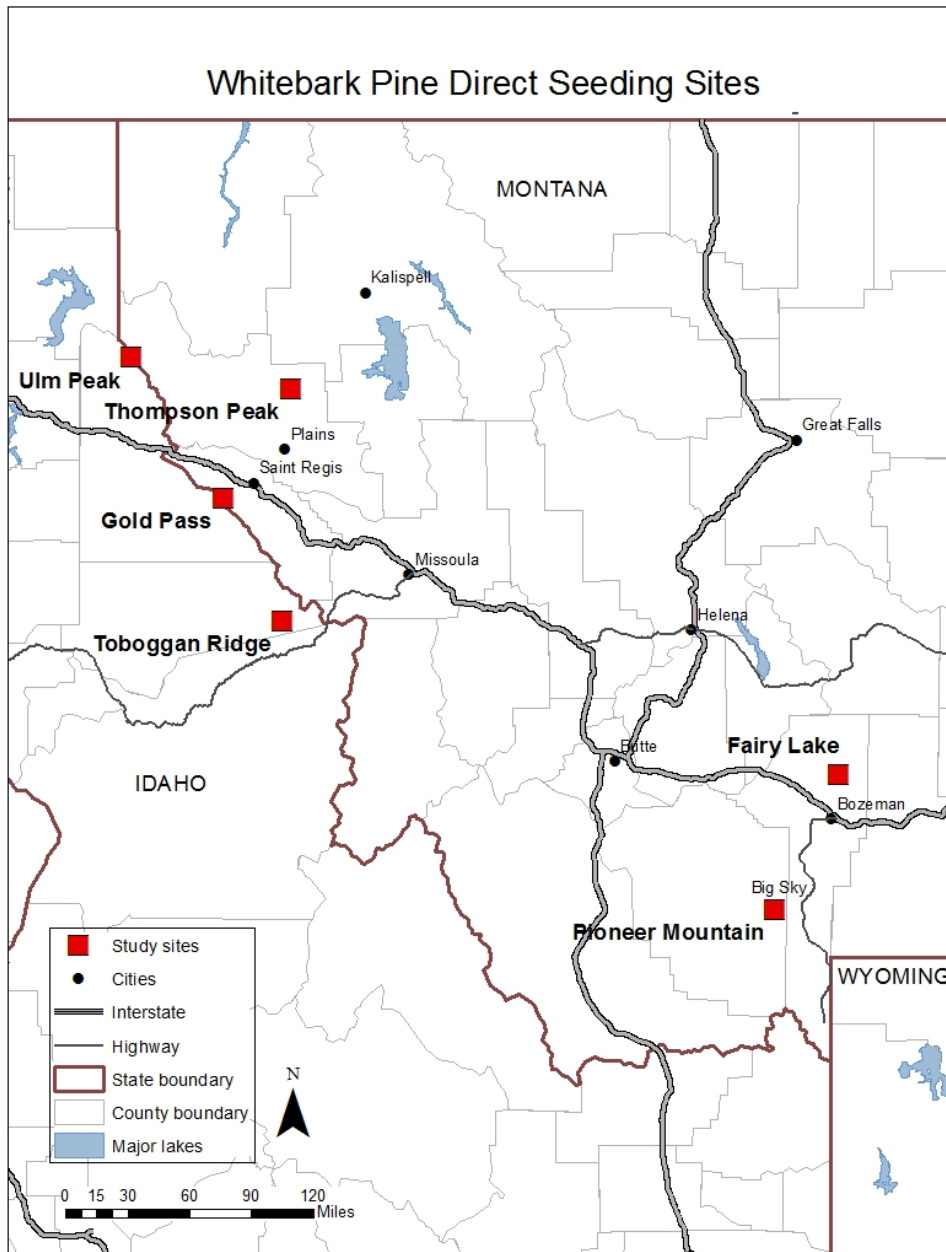 Whitebark Pine Direct Seeding Sites
MONTANA
Kalispell
Ulm Peak
Thompson Peak
Plains
Great Falls
Saint Regis
Gold Pass
Missoula
Helena
Toboggan Ridge
Butte
Fairy Lake
IDAHO
Bozeman
Big Sky
Pioneer Mountain
WYOMING
Study sites
Cities
Interstate
Highway
State boundary
County boundary
Major lakes
N
0 15 30 60 90 120
Miles